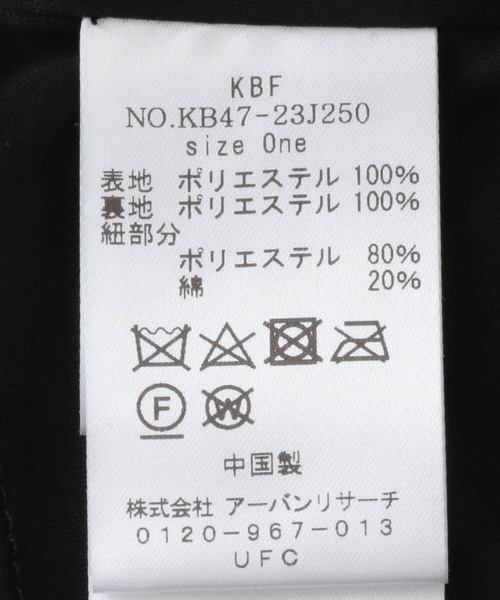 KBF
NO.KB47-23J250
size One
表地 ポリエステル 100%
裏地 ポリエステル 100%
紐部分
ポリエステル 80%
綿 20%
F W
中国製
株式会社 アーバンリサーチ
0120-967-013
UFC